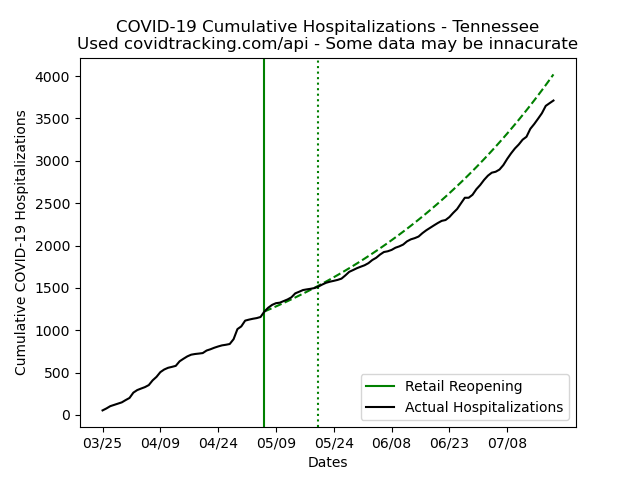 COVID-19 Cumulative Hospitalizations - Tennessee
Used covidtracking.com/api - Some data may be innacurate
Cumulative COVID-19 Hospitalizations
4000
3500
3000
2500
2000
1500
1000
500
0
Retail Reopening
Actual Hospitalizations
03/25 04/09 04/24 05/09 05/24 06/08 06/23 07/08
Dates